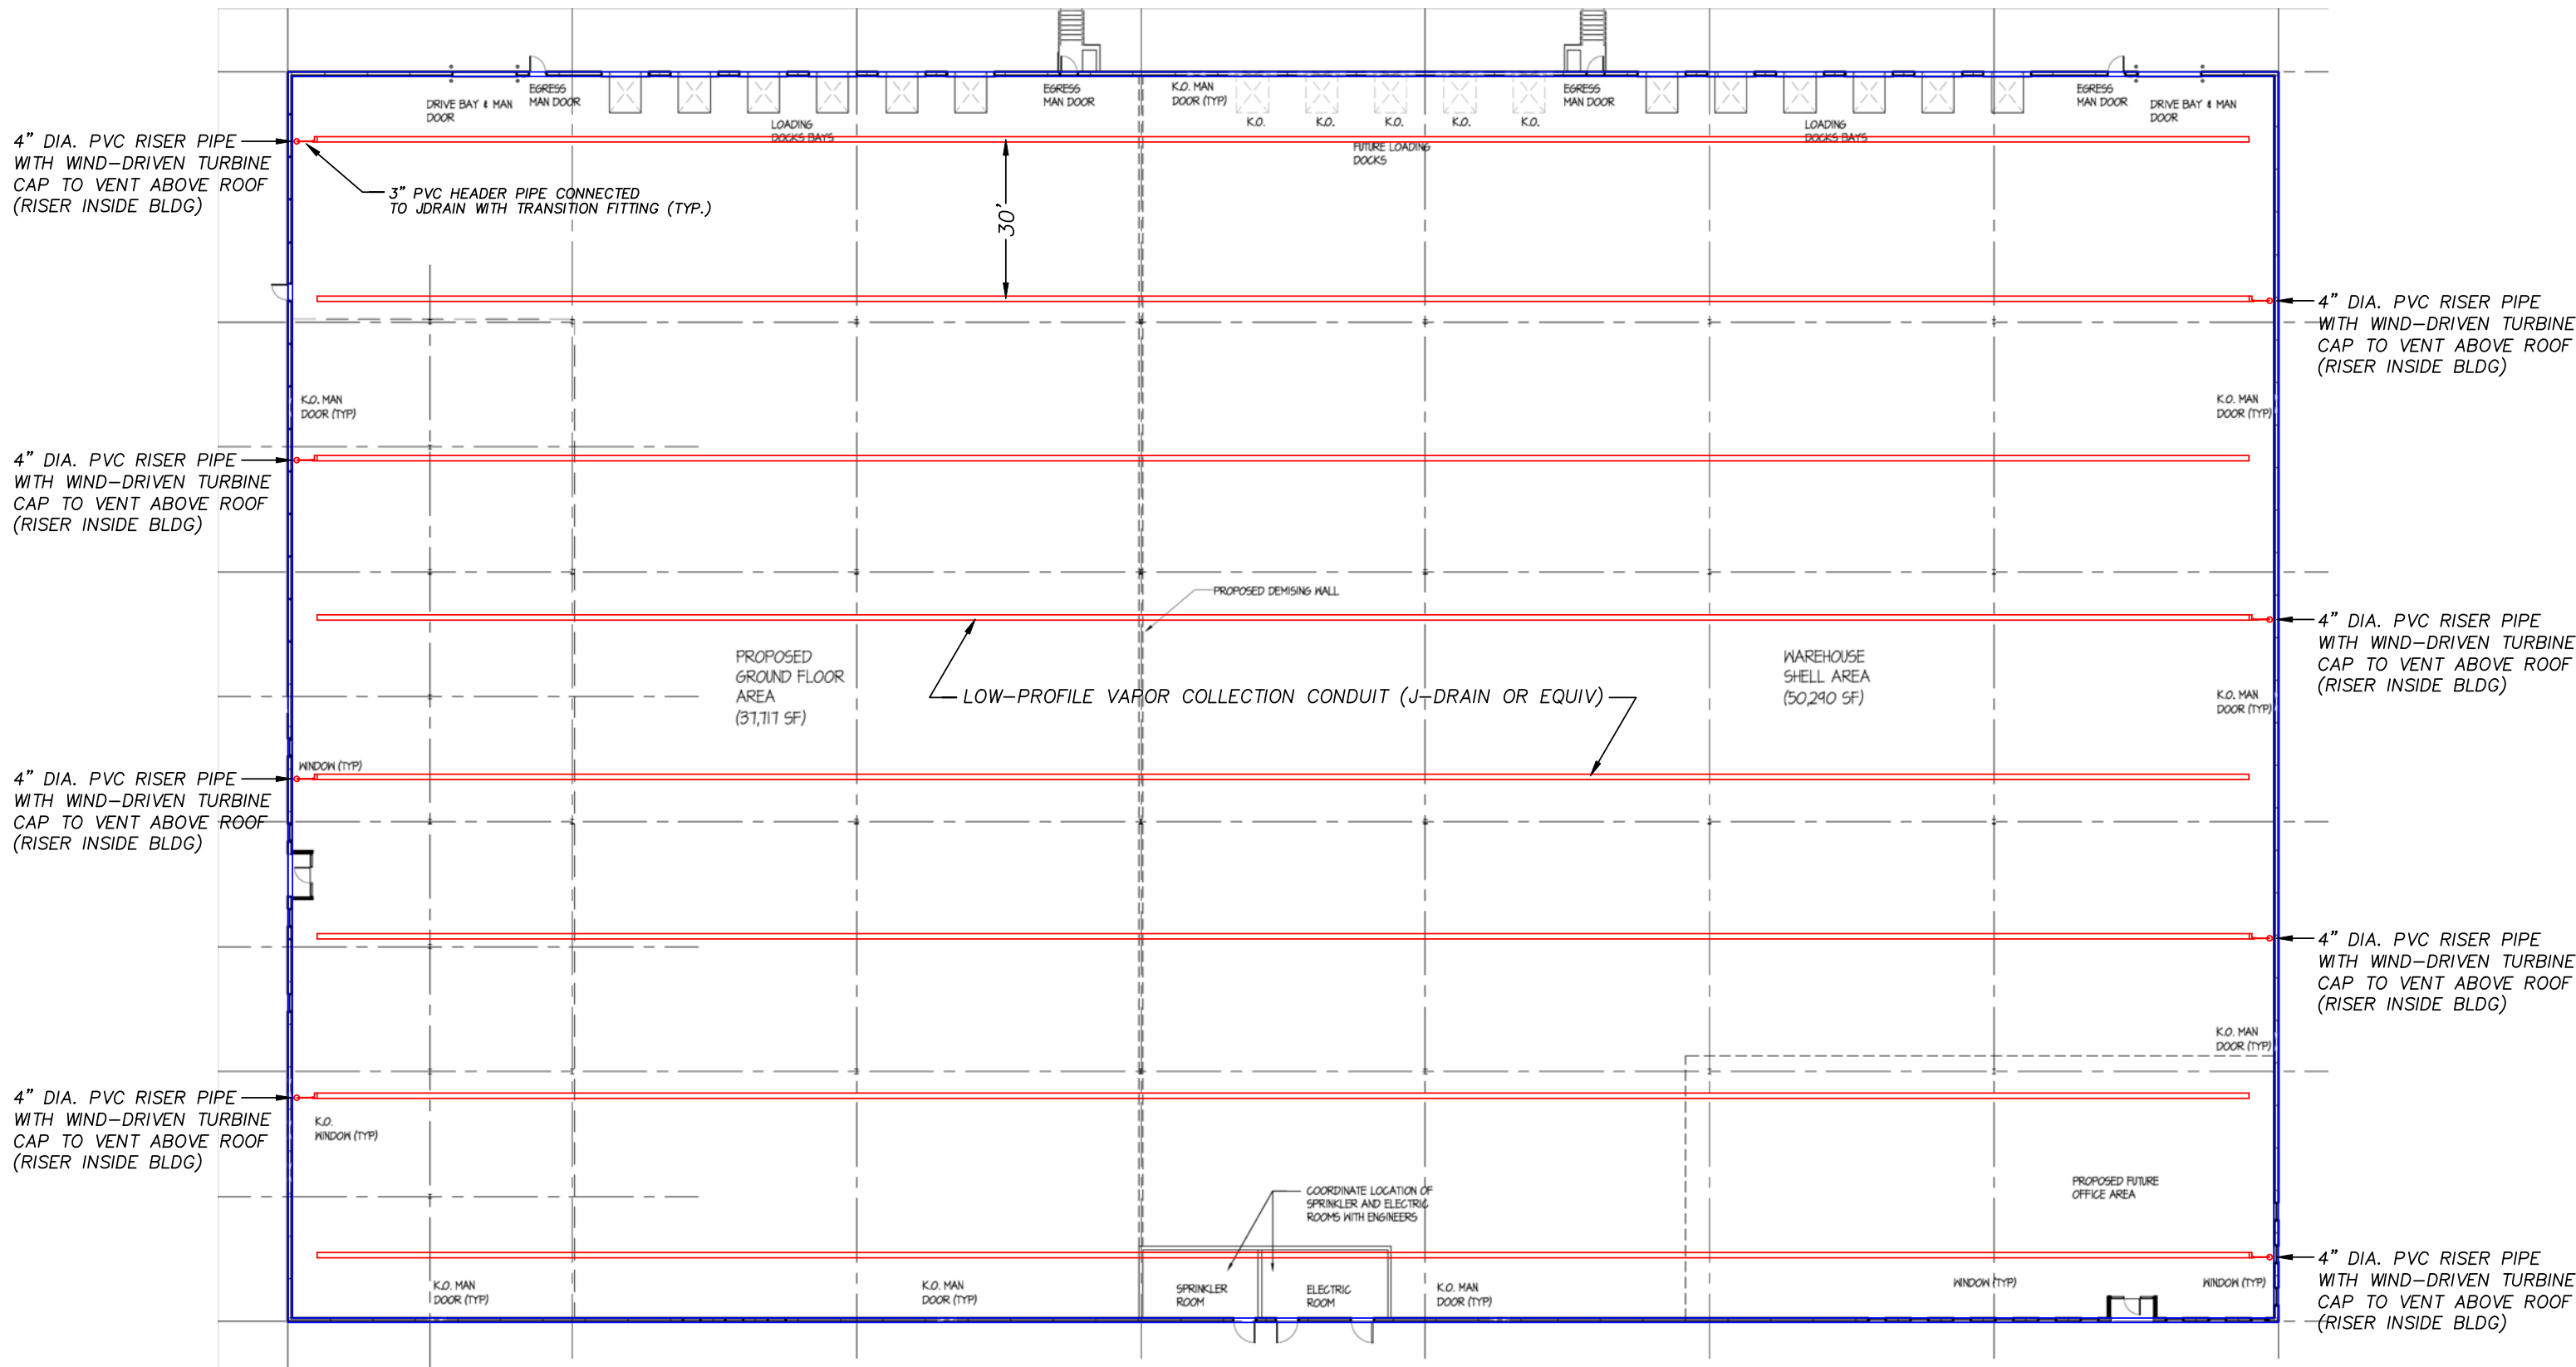 EGRESS
MAN DOOR
DRIVE BAY & MAN
DOOR
LOADING
DOCKS BAYS
EGRESS
MAN DOOR
K.O. MAN
DOOR (TYP)
K.O.
K.O.
K.O.
K.O.
K.O.
FUTURE LOADING
DOCKS
EGRESS
MAN DOOR
LOADING
DOCKS BAYS
EGRESS
MAN DOOR
DRIVE BAY & MAN
DOOR
4" DIA. PVC RISER PIPE
WITH WIND-DRIVEN TURBINE
CAP TO VENT ABOVE ROOF
(RISER INSIDE BLDG)
3" PVC HEADER PIPE CONNECTED
TO JDRAIN WITH TRANSITION FITTING (TYP.)
30'
4" DIA. PVC RISER PIPE
WITH WIND-DRIVEN TURBINE
CAP TO VENT ABOVE ROOF
(RISER INSIDE BLDG)
K.O. MAN
DOOR (TYP)
K.O. MAN
DOOR (TYP)
4" DIA. PVC RISER PIPE
WITH WIND-DRIVEN TURBINE
CAP TO VENT ABOVE ROOF
(RISER INSIDE BLDG)
PROPOSED DEMISING WALL
4" DIA. PVC RISER PIPE
WITH WIND-DRIVEN TURBINE
CAP TO VENT ABOVE ROOF
(RISER INSIDE BLDG)
PROPOSED
GROUND FLOOR
AREA
(37,717 SF)
LOW-PROFILE VAPOR COLLECTION CONDUIT (J-DRAIN OR EQUIV)
WAREHOUSE
SHELL AREA
(50,290 SF)
K.O. MAN
DOOR (TYP)
WINDOW (TYP)
4" DIA. PVC RISER PIPE
WITH WIND-DRIVEN TURBINE
CAP TO VENT ABOVE ROOF
(RISER INSIDE BLDG)
4" DIA. PVC RISER PIPE
WITH WIND-DRIVEN TURBINE
CAP TO VENT ABOVE ROOF
(RISER INSIDE BLDG)
K.O. MAN
DOOR (TYP)
4" DIA. PVC RISER PIPE
WITH WIND-DRIVEN TURBINE
CAP TO VENT ABOVE ROOF
(RISER INSIDE BLDG)
K.O.
WINDOW (TYP)
COORDINATE LOCATION OF
SPRINKLER AND ELECTRIC
ROOMS WITH ENGINEERS
PROPOSED FUTURE
OFFICE AREA
4" DIA. PVC RISER PIPE
WITH WIND-DRIVEN TURBINE
CAP TO VENT ABOVE ROOF
(RISER INSIDE BLDG)
K.O. MAN
DOOR (TYP)
K.O. MAN
DOOR (TYP)
SPRINKLER
ROOM
ELECTRIC
ROOM
K.O. MAN
DOOR (TYP)
WINDOW (TYP)
WINDOW (TYP)